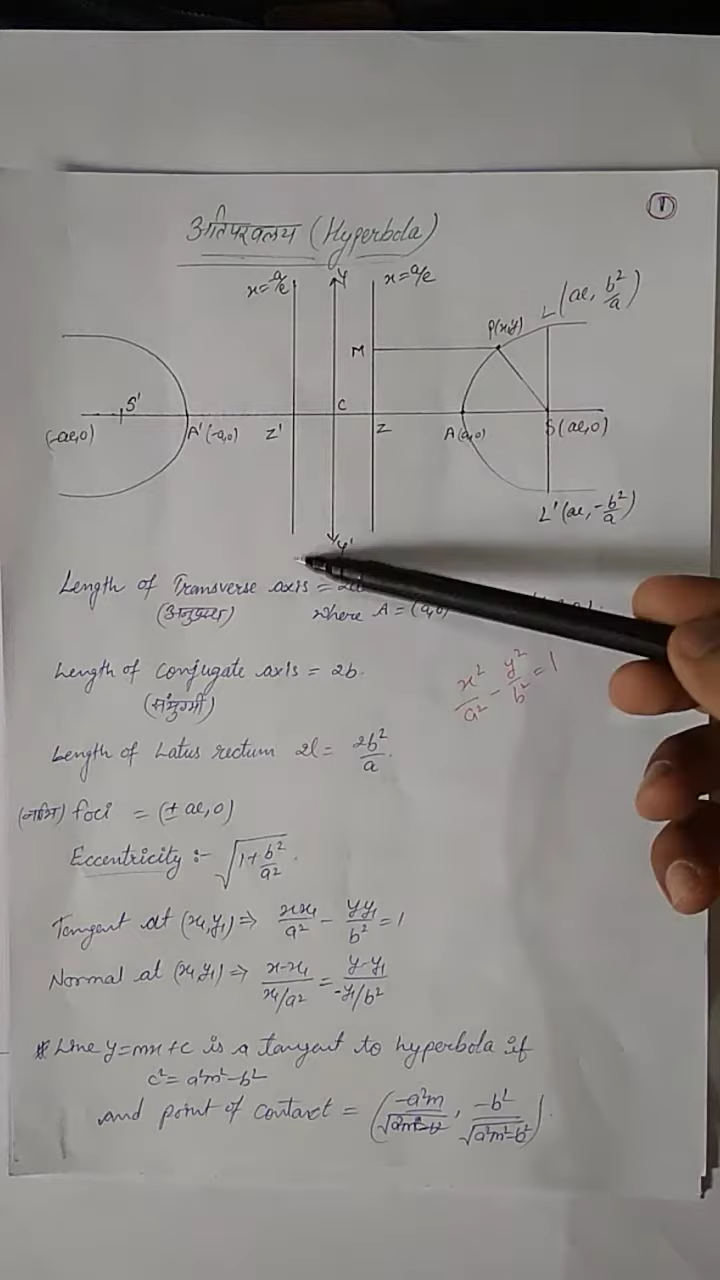 1
अतिपरवलय (Hyperbola)
x=a/e
Y
x=a/e
L (ae, b²/a)
P(x,y)
M
S'
C
(-ae,0)
A'(-a,0)
Z'
Z
A(a,0)
S(ae,0)
L'(ae, -b²/a)
Y'
Length of Transverse axis = 2a
where A = (a,0)
Length of conjugate axis = 2b.
x²/a² - y²/b² = 1
Length of Latus rectum 2l = 2b²/a.
(नाभि) foci = (± ae,0)
Eccentricity :- √(1+b²/a²).
Tangent at (x₁,y₁) ⇒ xx₁/a² - yy₁/b² = 1
Normal at (x₁,y₁) ⇒ x-x₁/x₁/a² = y-y₁/-y₁/b²
* Line y=mx+c is a tangent to hyperbola if
c² = a²m²-b²
and point of contact = (-a²m/√a²m²-b², -b²/√a²m²-b²).